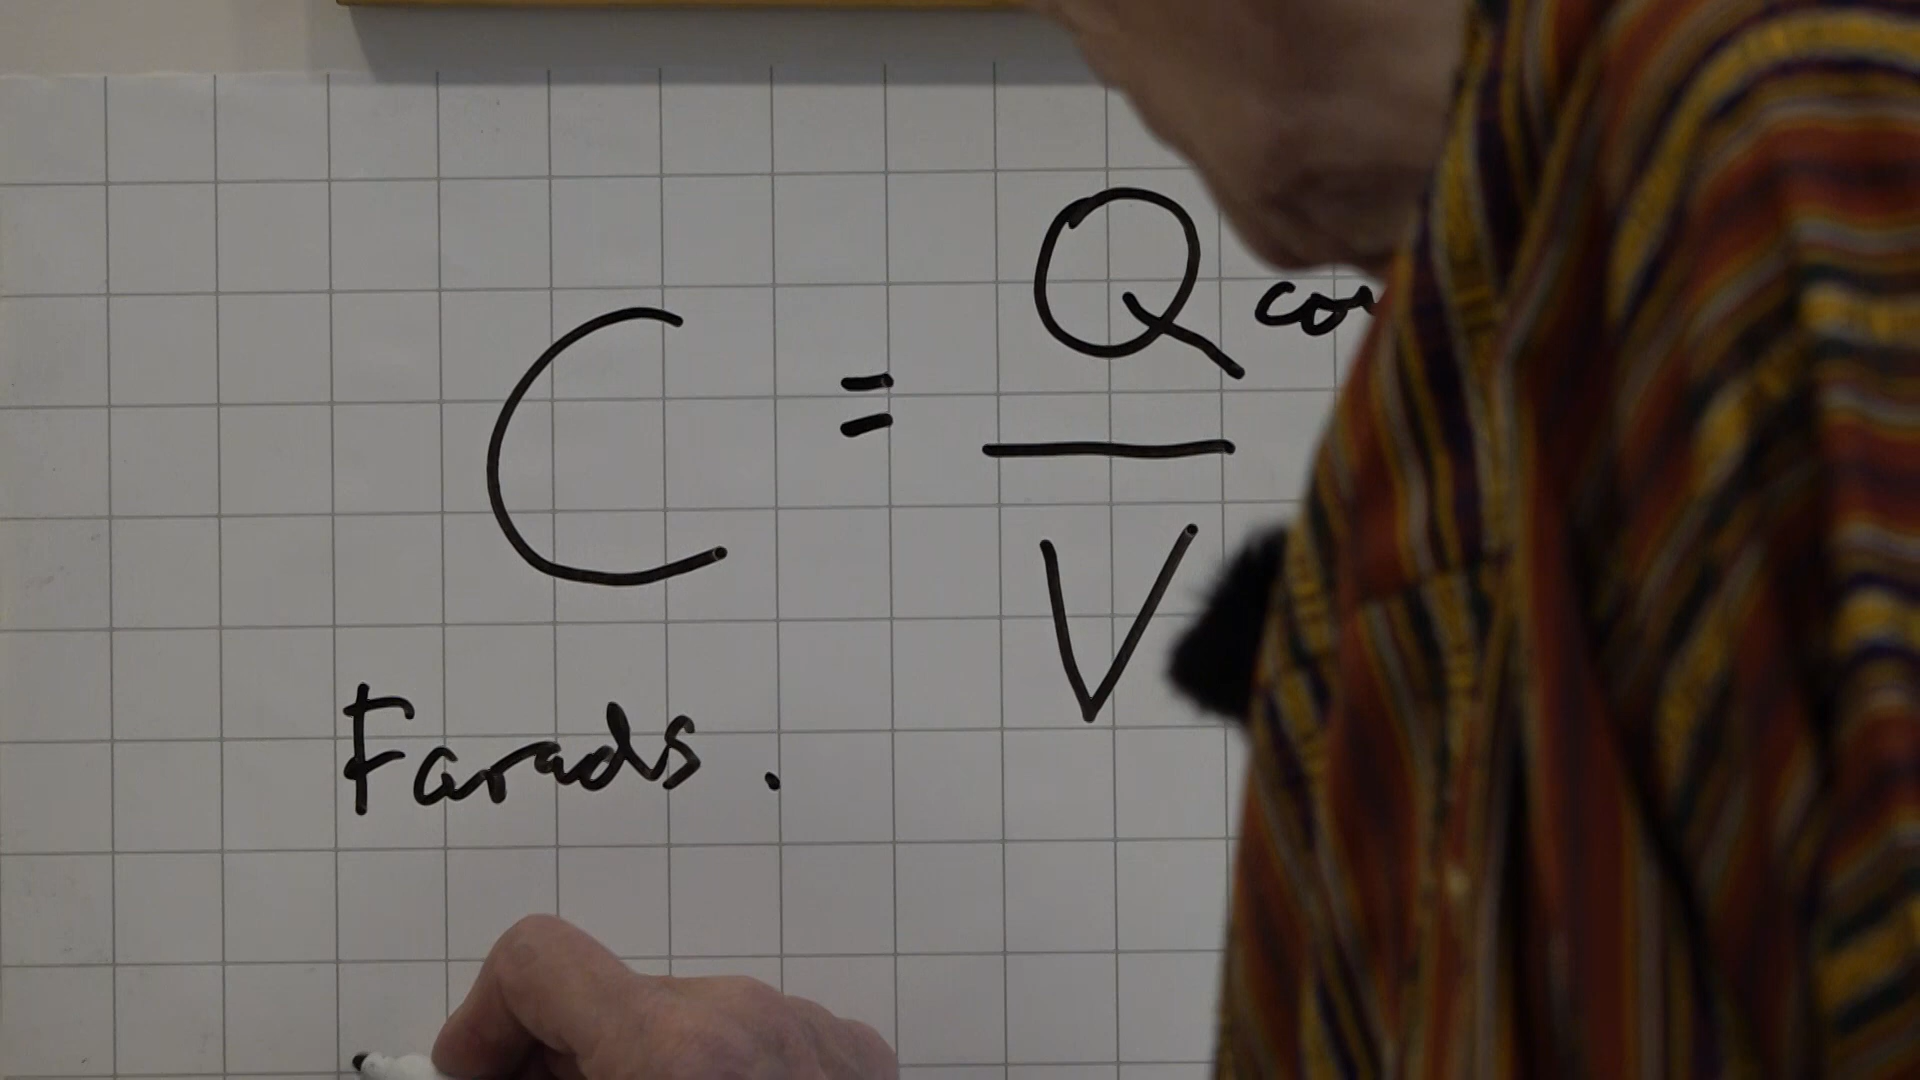 Q
C =
V
Farads.